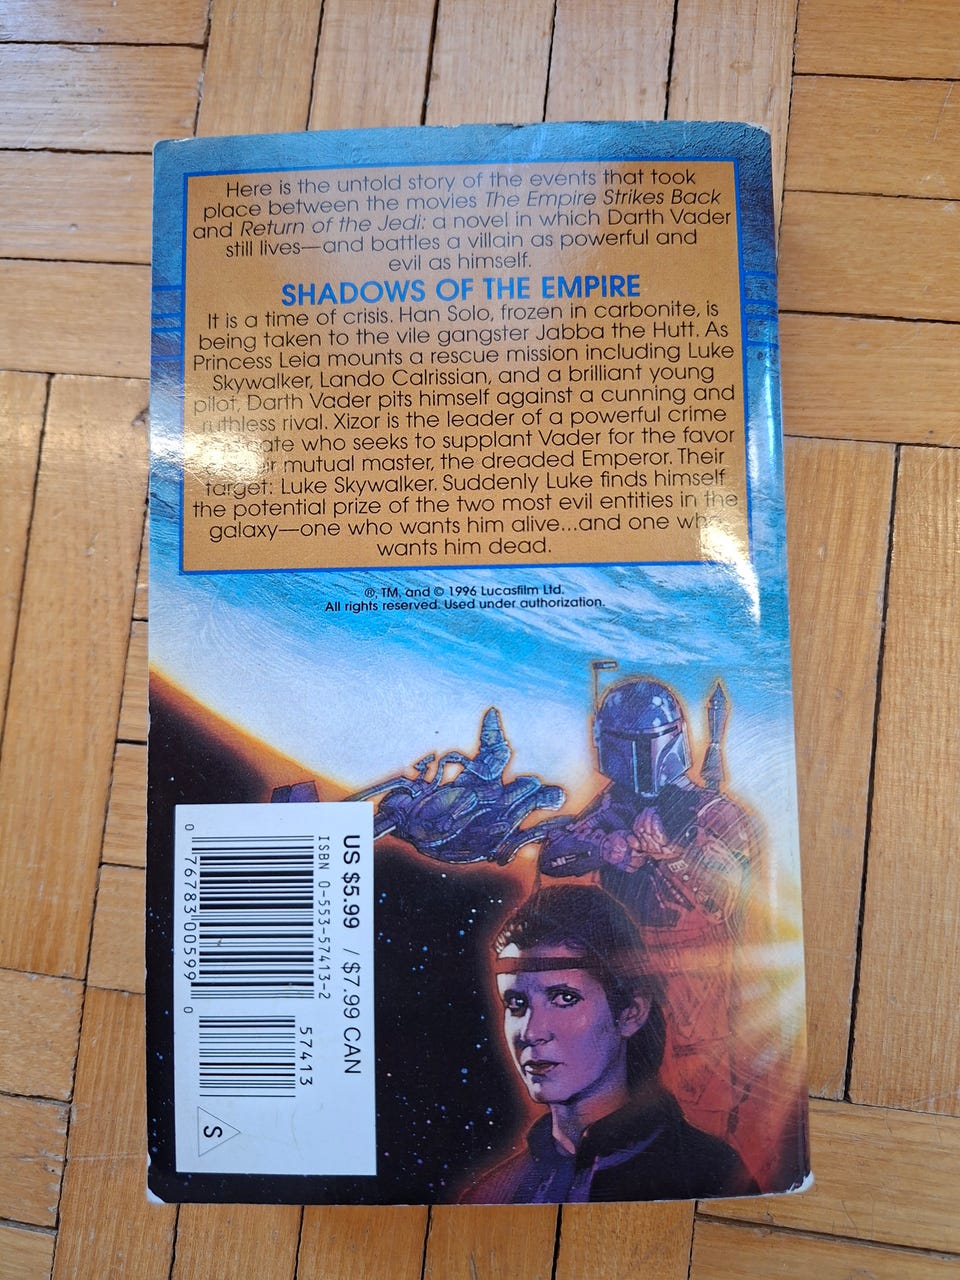 Here is the untold story of the events that took
place between the movies The Empire Strikes Back
and Return of the Jedi: a novel in which Darth Vader
still lives—and battles a villain as powerful and
evil as himself.
SHADOWS OF THE EMPIRE
It is a time of crisis. Han Solo, frozen in carbonite, is
being taken to the vile gangster Jabba the Hutt. As
Princess Leia mounts a rescue mission including Luke
Skywalker, Lando Calrissian, and a brilliant young
pilot, Darth Vader pits himself against a cunning and
ruthless rival. Xizor is the leader of a powerful crime
who seeks to supplant Vader for the favor
mutual master, the dreaded Emperor. Their
target: Luke Skywalker. Suddenly Luke finds himself
the potential prize of the two most evil entities in the
galaxy—one who wants him alive...and one who
wants him dead.
®, TM, and © 1996 Lucasfilm Ltd.
All rights reserved. Used under authorization.
US $5.99 / $7.99 CAN
ISBN 0-553-57413-2
57413
0 76783 00599 0
S